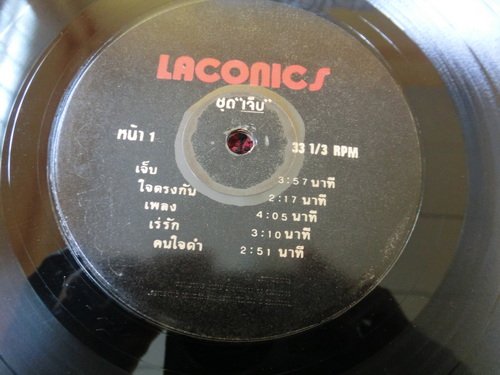 LACONICS
ชุด"เจ็บ"
หน้า 1 33 1/3 RPM
เจ็บ 3:57 นาที
ใจตรงกัน 2:17 นาที
เพลง 4:05 นาที
เร่รัก 3:10 นาที
คนใจดำ 2:51 นาที